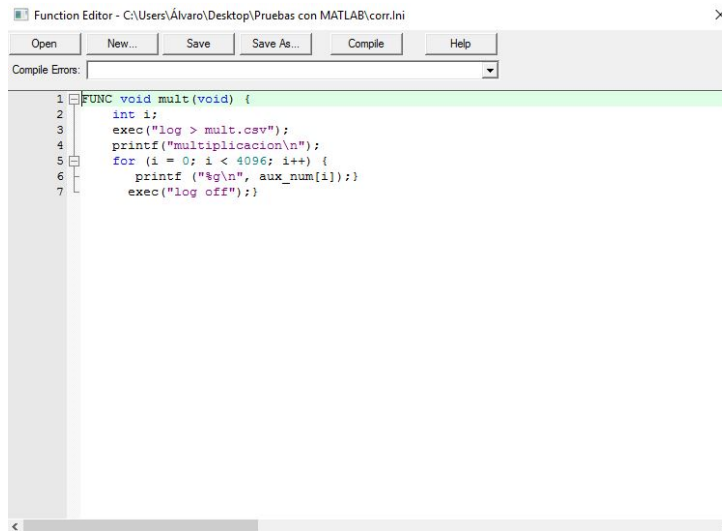 Function Editor - C:\Users\Álvaro\Desktop\Pruebas con MATLAB\corr.Ini
Open New... Save Save As... Compile Help
Compile Errors:
1 FUNC void mult(void) {
2 int i;
3 exec("log > mult.csv");
4 printf("multiplicacion\n");
5 for (i = 0; i < 4096; i++) {
6 printf ("%g\n", aux_num[i]);}
7 exec("log off");}